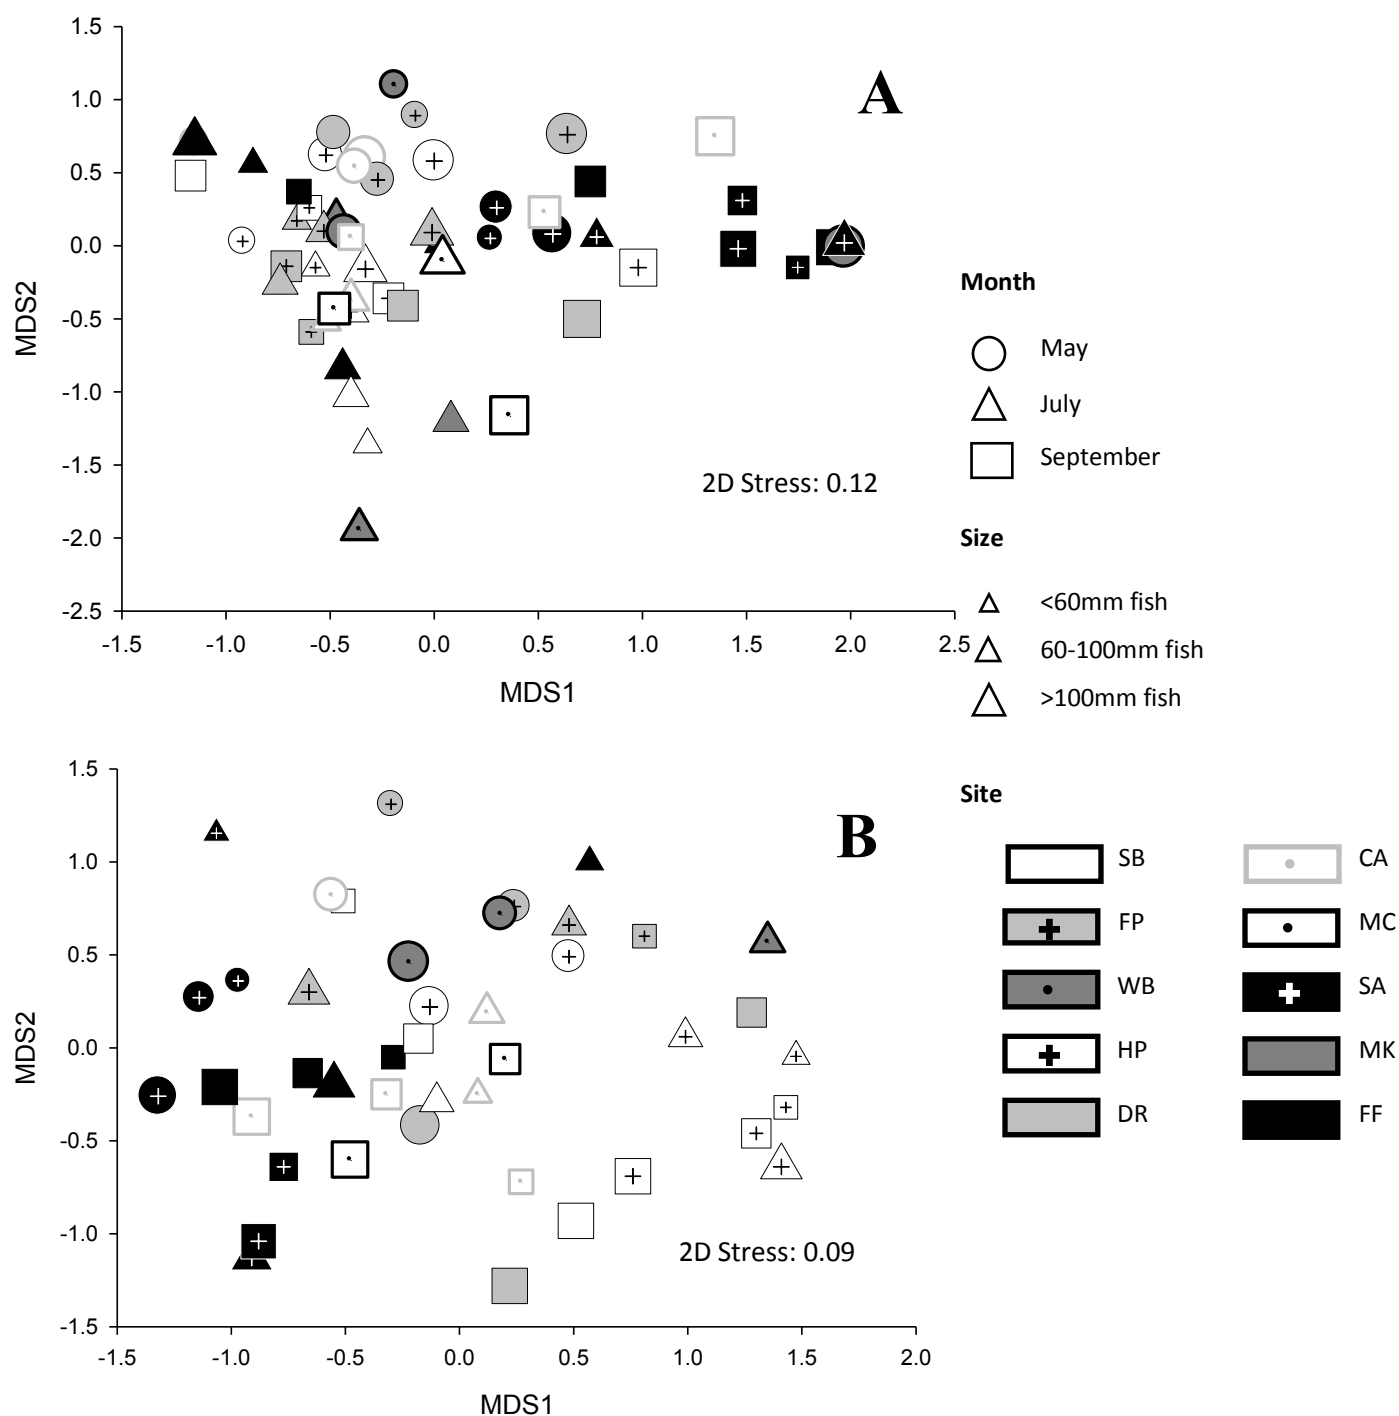 1.5
1.0
0.5
0.0
-0.5
-1.0
-1.5
-2.0
-2.5
MDS2
-1.5 -1.0 -0.5 0.0 0.5 1.0 1.5 2.0 2.5
MDS1
A
2D Stress: 0.12
Month
May
July
September
Size
<60mm fish
60-100mm fish
>100mm fish
1.5
1.0
0.5
0.0
-0.5
-1.0
-1.5
MDS2
-1.5 -1.0 -0.5 0.0 0.5 1.0 1.5 2.0
MDS1
B
2D Stress: 0.09
Site
SB CA
FP MC
WB SA
HP MK
DR FF